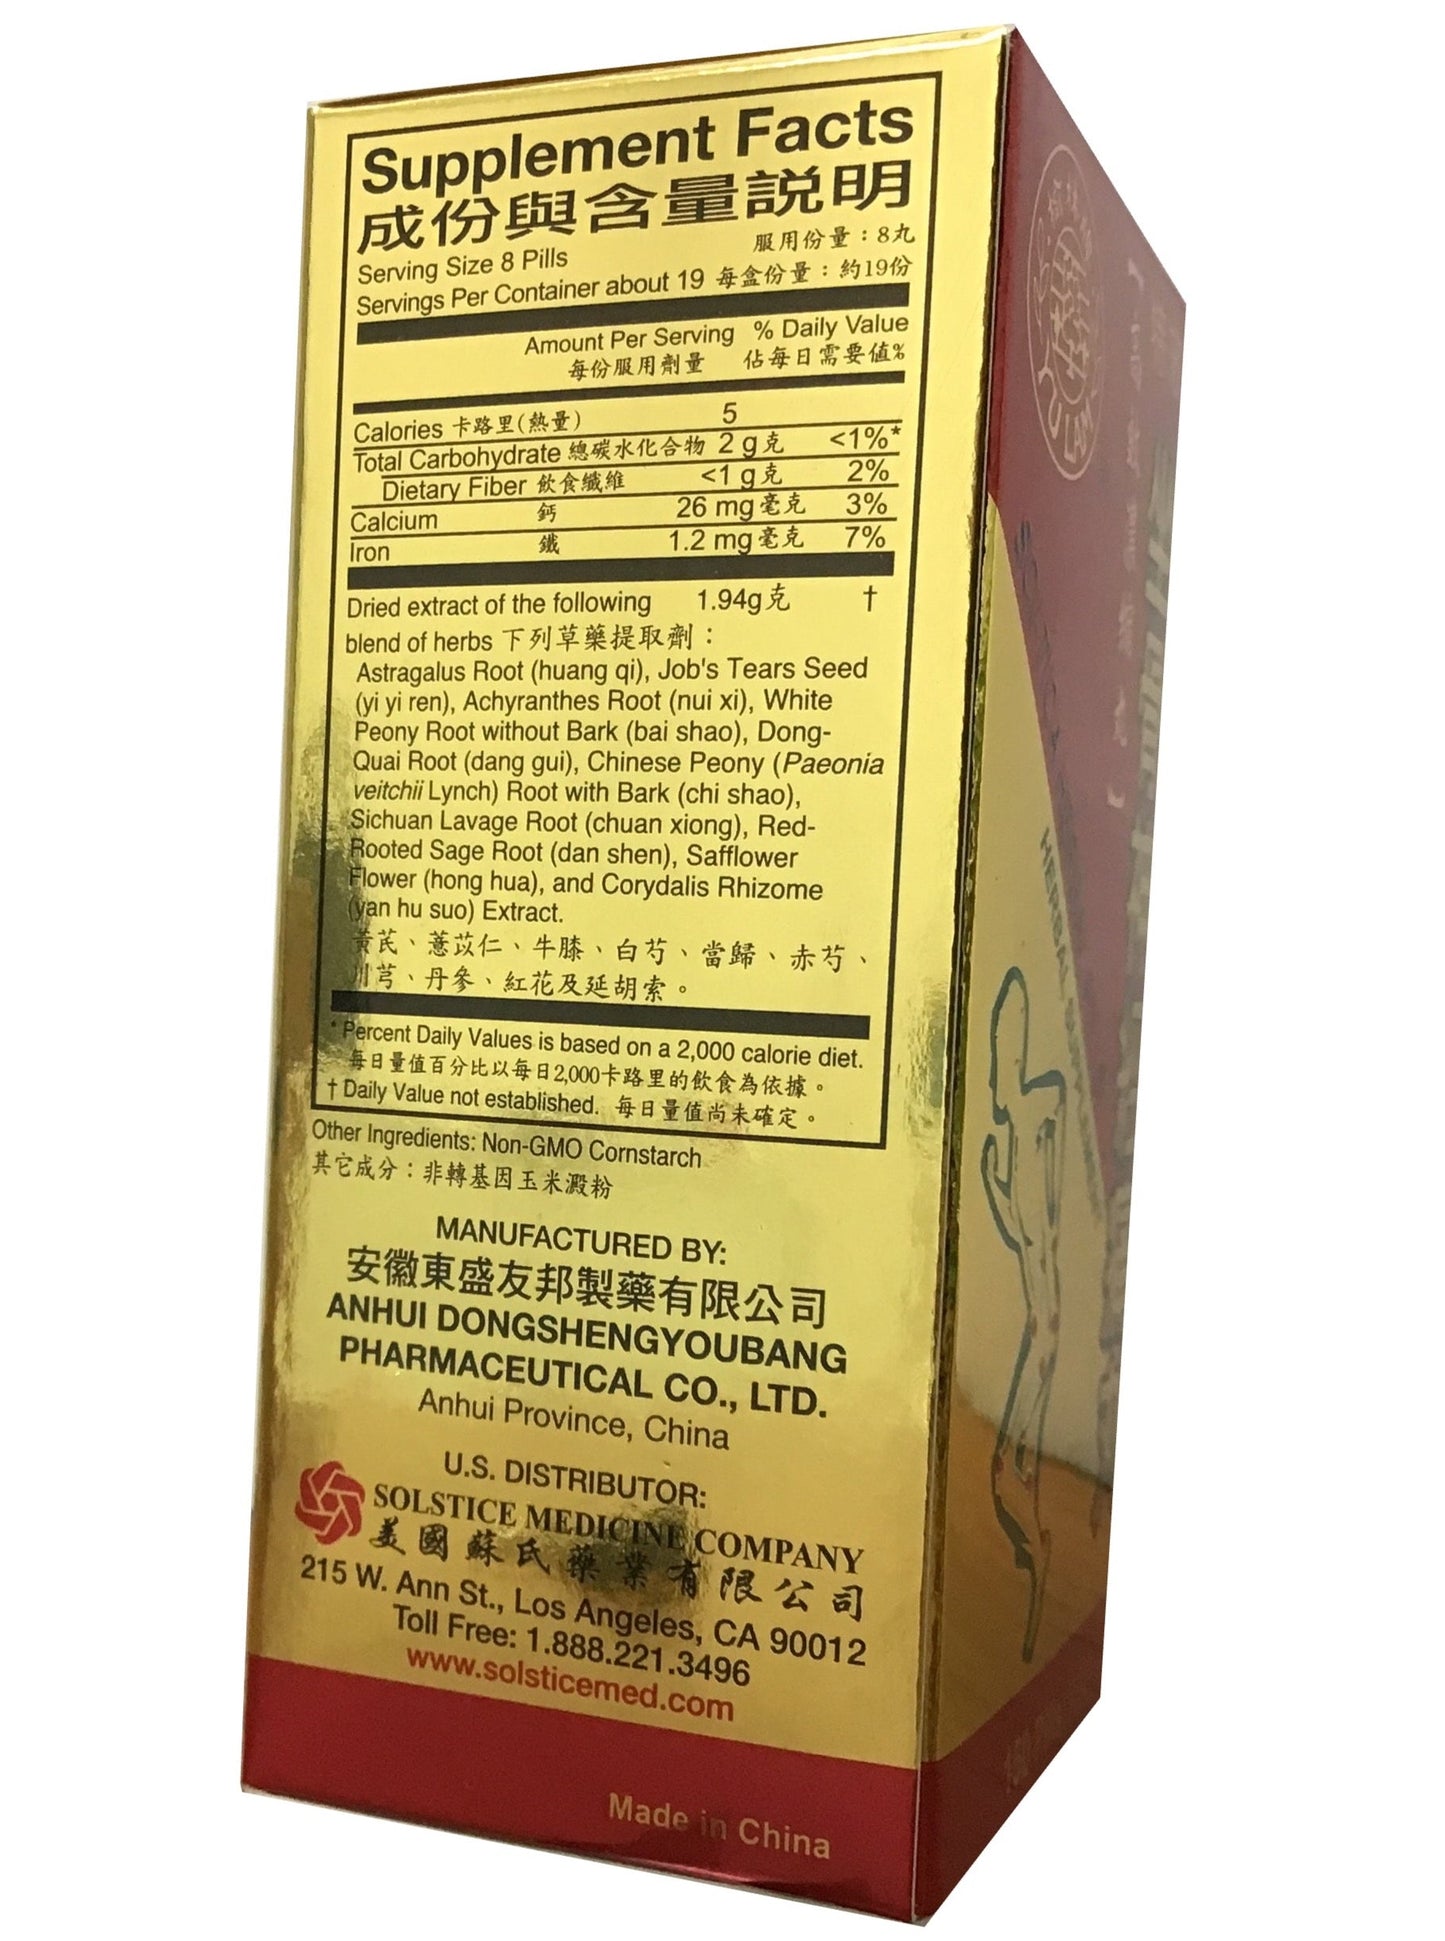 Supplement Facts
成份與含量説明
Serving Size 8 Pills 服用份量：8丸
Servings Per Container about 19 每盒份量：約19份
Amount Per Serving % Daily Value
每份服用劑量 佔每日需要值%
Calories 卡路里(熱量) 5
Total Carbohydrate 總碳水化合物 2 g克 <1%*
Dietary Fiber 飲食纖維 <1 g克 2%
Calcium 鈣 26 mg毫克 3%
Iron 鐵 1.2 mg毫克 7%
Dried extract of the following 1.94g克 †
blend of herbs 下列草藥提取劑：
Astragalus Root (huang qi), Job's Tears Seed
(yi yi ren), Achyranthes Root (nui xi), White
Peony Root without Bark (bai shao), Dong-
Quai Root (dang gui), Chinese Peony (Paeonia
veitchii Lynch) Root with Bark (chi shao),
Sichuan Lavage Root (chuan xiong), Red-
Rooted Sage Root (dan shen), Safflower
Flower (hong hua), and Corydalis Rhizome
(yan hu suo) Extract.
黃芪、薏苡仁、牛膝、白芍、當歸、赤芍、
川芎、丹參、紅花及延胡索。
* Percent Daily Values is based on a 2,000 calorie diet.
每日量值百分比以每日2,000卡路里的飲食為依據。
† Daily Value not established. 每日量值尚未確定。
Other Ingredients: Non-GMO Cornstarch
其它成分：非轉基因玉米澱粉
MANUFACTURED BY:
安徽東盛友邦製藥有限公司
ANHUI DONGSHENGYOUBANG
PHARMACEUTICAL CO., LTD.
Anhui Province, China
U.S. DISTRIBUTOR:
SOLSTICE MEDICINE COMPANY
美國蘇氏藥業有限公司
215 W. Ann St., Los Angeles, CA 90012
Toll Free: 1.888.221.3496
www.solsticemed.com
Made in China
HERBAL